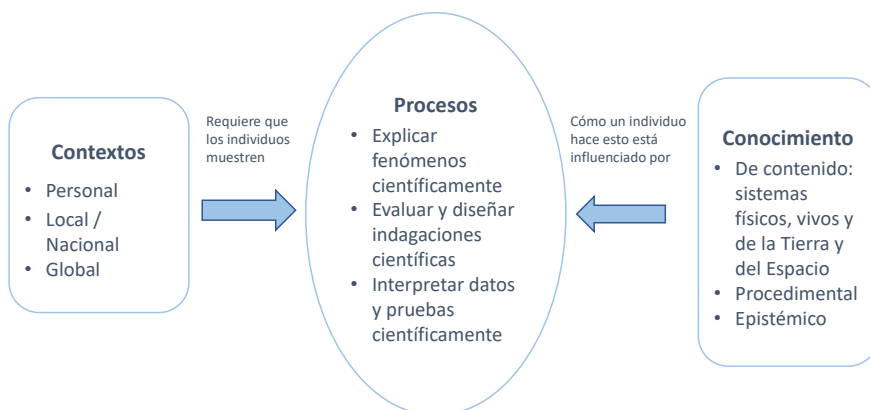 Contextos
• Personal
• Local /
Nacional
• Global
Requiere que
los individuos
muestren
Procesos
• Explicar
fenómenos
científicamente
• Evaluar y diseñar
indagaciones
científicas
• Interpretar datos
y pruebas
científicamente
Cómo un individuo
hace esto está
influenciado por
Conocimiento
• De contenido:
sistemas
físicos, vivos y
de la Tierra y
del Espacio
• Procedimental
• Epistémico